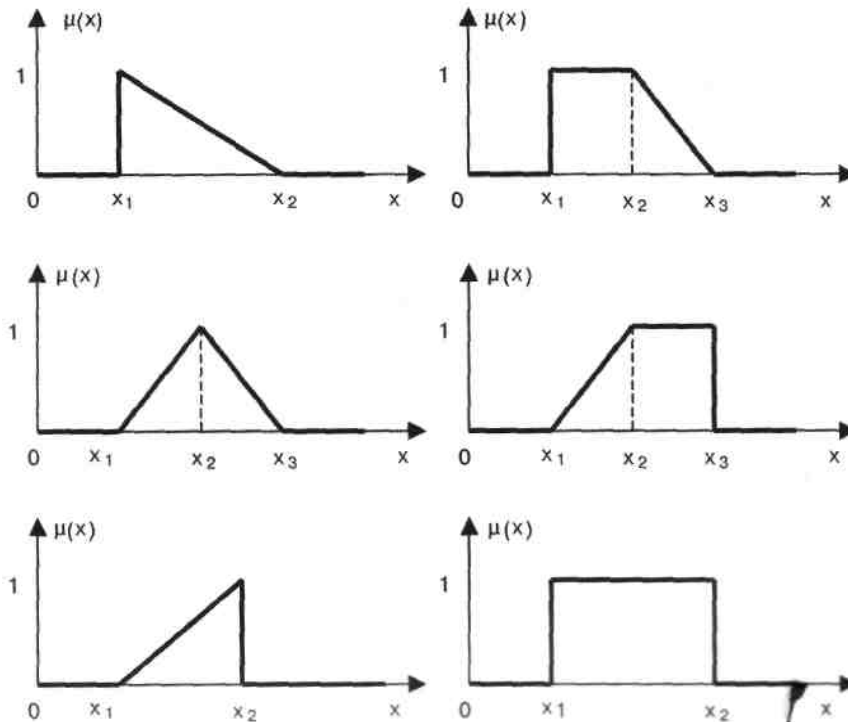 μ(x)
1
0 x₁ x₂ x
μ(x)
1
0 x₁ x₂ x₃ x
μ(x)
1
0 x₁ x₂ x₃ x
μ(x)
1
0 x₁ x₂ x₃ x
μ(x)
1
0 x₁ x₂ x
μ(x)
1
0 x₁ x₂ x